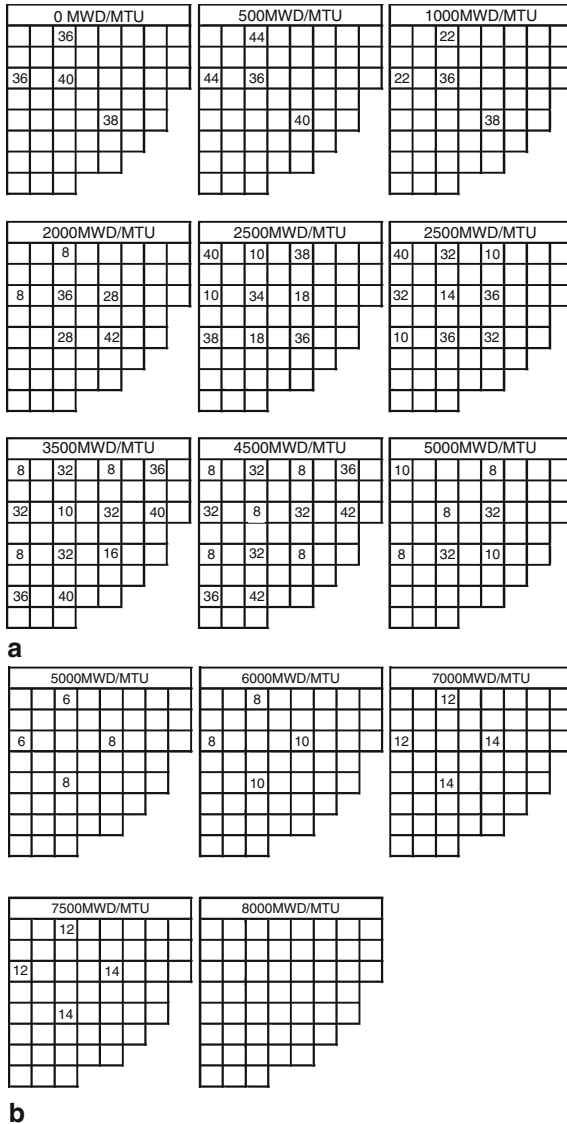 0 MWD/MTU 500MWD/MTU 1000MWD/MTU
36 44 22
36 40 44 36 22 36
38 40 38
2000MWD/MTU 2500MWD/MTU 2500MWD/MTU
8 40 10 38 40 32 10
8 36 28 10 34 18 32 14 36
28 42 38 18 36 10 36 32
3500MWD/MTU 4500MWD/MTU 5000MWD/MTU
8 32 8 36 8 32 8 36 10 8
32 10 32 40 32 8 32 42 8 32
8 32 16 8 32 8 8 32 10
36 40 36 42
a
5000MWD/MTU 6000MWD/MTU 7000MWD/MTU
6 8 12
6 8 8 10 12 14
8 10 14
7500MWD/MTU 8000MWD/MTU
12
12 14
14
b